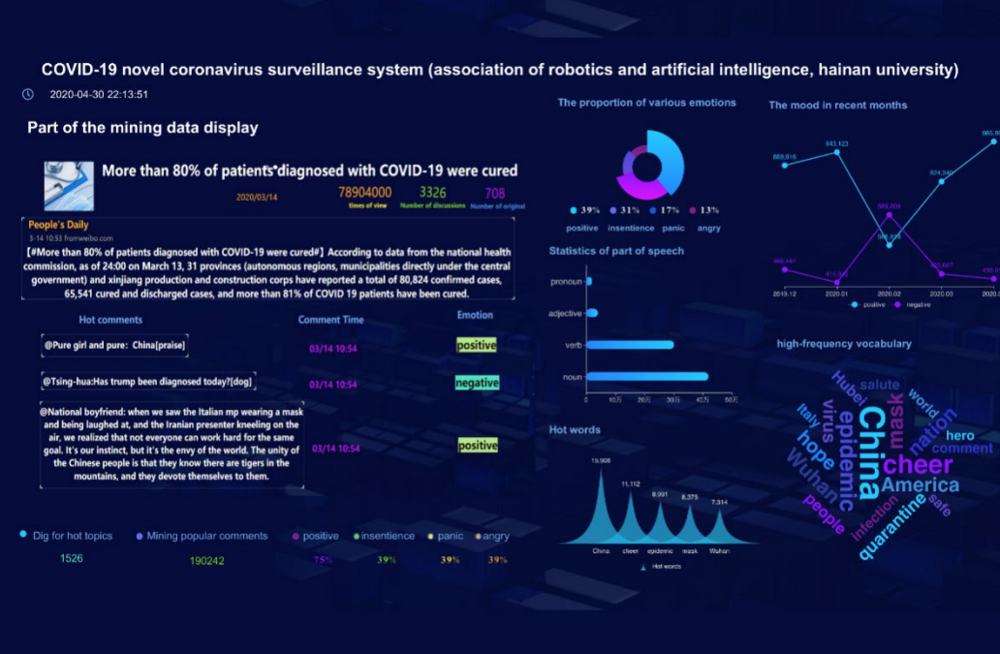 COVID-19 novel coronavirus surveillance system (association of robotics and artificial intelligence, hainan university)
2020-04-30 22:13:51
Part of the mining data display
More than 80% of patients diagnosed with COVID-19 were cured
2020/03/14
78904000
times of view
3326
Number of discussions
708
Number of original
People's Daily
3-14 10:53 fromweibo.com
【#More than 80% of patients diagnosed with COVID-19 were cured#】 According to data from the national health
commission, as of 24:00 on March 13, 31 provinces (autonomous regions, municipalities directly under the central
government) and xinjiang production and construction corps have reported a total of 80,824 confirmed cases,
65,541 cured and discharged cases, and more than 81% of COVID 19 patients have been cured.
Hot comments
Comment Time
Emotion
@Pure girl and pure: China[praise]
03/14 10:54
positive
@Tsing-hua:Has trump been diagnosed today?[dog]
03/14 10:54
negative
@National boyfriend: when we saw the Italian mp wearing a mask
and being laughed at, and the Iranian presenter kneeling on the
air, we realized that not everyone can work hard for the same
goal. It's our instinct, but it's the envy of the world. The unity of
the Chinese people is that they know there are tigers in the
mountains, and they devote themselves to them.
03/14 10:54
positive
Dig for hot topics
1526
Mining popular comments
190242
positive
75%
insentience
39%
panic
39%
angry
39%
The proportion of various emotions
39% 31% 17% 13%
positive insentience panic angry
Statistics of part of speech
pronoun
adjective
verb
noun
0 10万 20万 30万 40万 50万
Hot words
11,112
8,991
8,375
7,314
China cheer epidemic mask Wuhan
Hot words
The mood in recent months
843,123
2019.12 2020.01 2020.02 2020.03
positive negative
high-frequency vocabulary
Hubei
salute
world
Italy
virus
epidemic
China
mask
nation
hero
comment
hope
Wuhan
cheer
America
people
infection
quarantine
safe